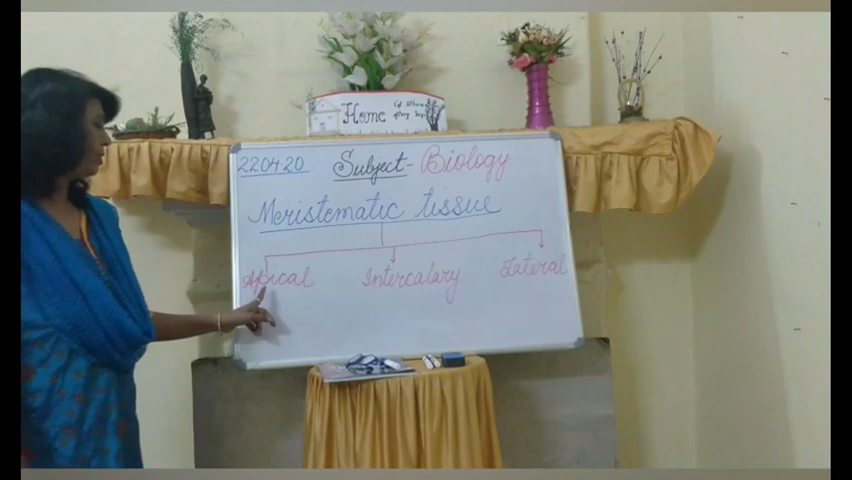 Home
22.04.20 Subject- Biology
Meristematic tissue
Apical Intercalary Lateral